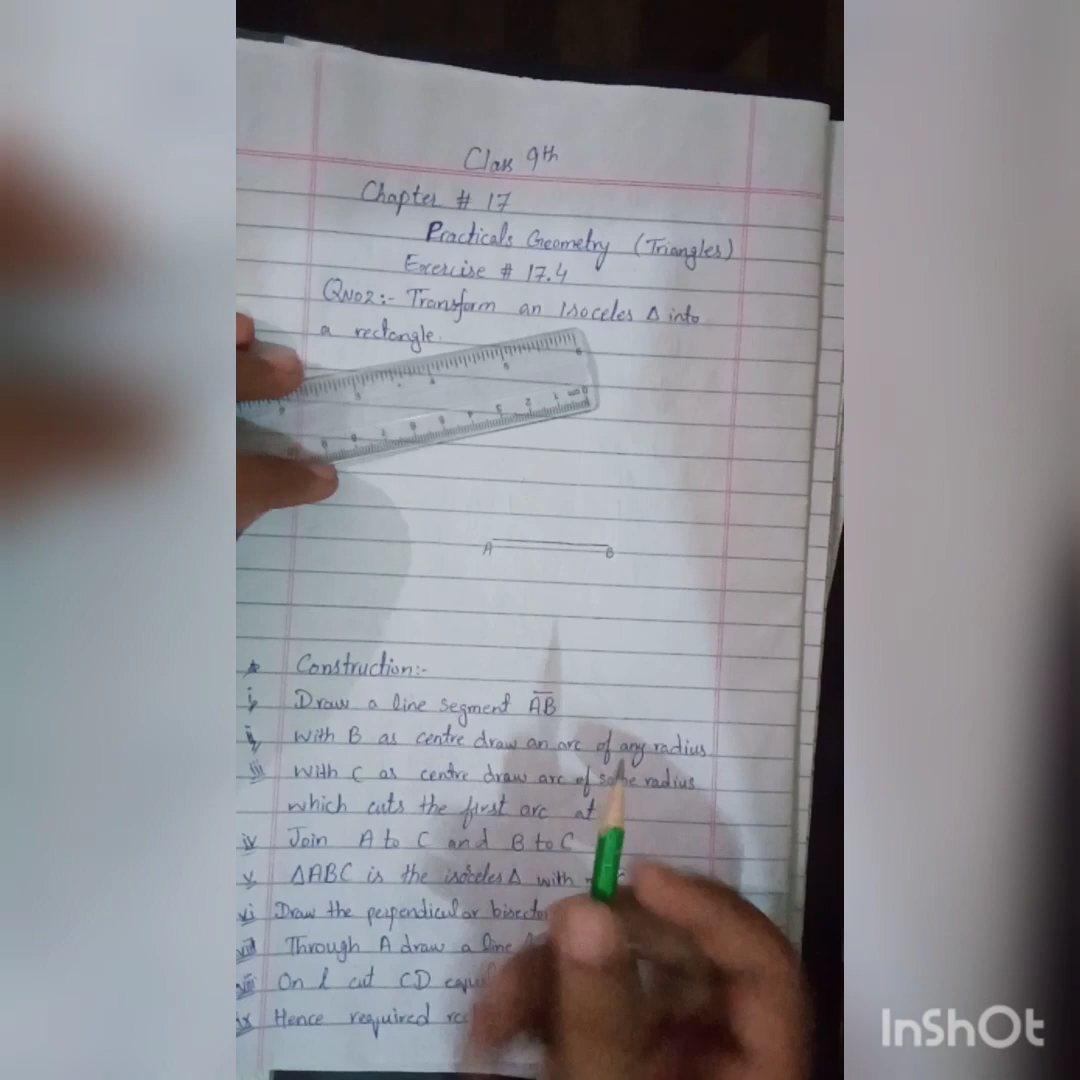 Class 9th
Chapter # 17
Practicals Geometry (Triangles)
Exercise # 17.4
QNo2:- Transform an Isoceles Δ into
a rectangle.
A B
Construction:-
i, Draw a line segment AB
ii, With B as centre draw an arc of any radius
iii, With C as centre draw arc of same radius
which cuts the first arc at
iv, Join A to C and B to C
v, ΔABC is the isoceles Δ with
vi, Draw the perpendicular bisector
vii, Through A draw a line
viii, On l cut CD
ix, Hence required
InShOt